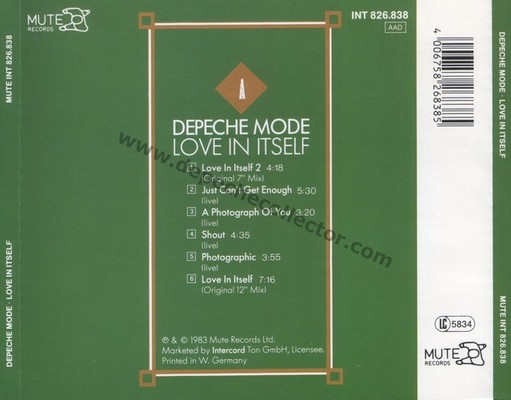 MUTE
RECORDS
MUTE INT 826.838
DEPECHE MODE · LOVE IN ITSELF
INT 826.838
AAD
DEPECHE MODE
LOVE IN ITSELF
1 Love In Itself 2 4:18
(Original 7" Mix)
2 Just Can't Get Enough 5:30
(live)
3 A Photograph Of You 3:20
(live)
4 Shout 4:35
(live)
5 Photographic 3:55
(live)
6 Love In Itself 7:16
(Original 12" Mix)
℗ & © 1983 Mute Records Ltd.
Marketed by Intercord Ton GmbH, Licensee.
Printed in W. Germany
www.depmodecollector.com
4 006758 268385
LC 5834
MUTE
RECORDS
DEPECHE MODE · LOVE IN ITSELF
MUTE INT 826.838